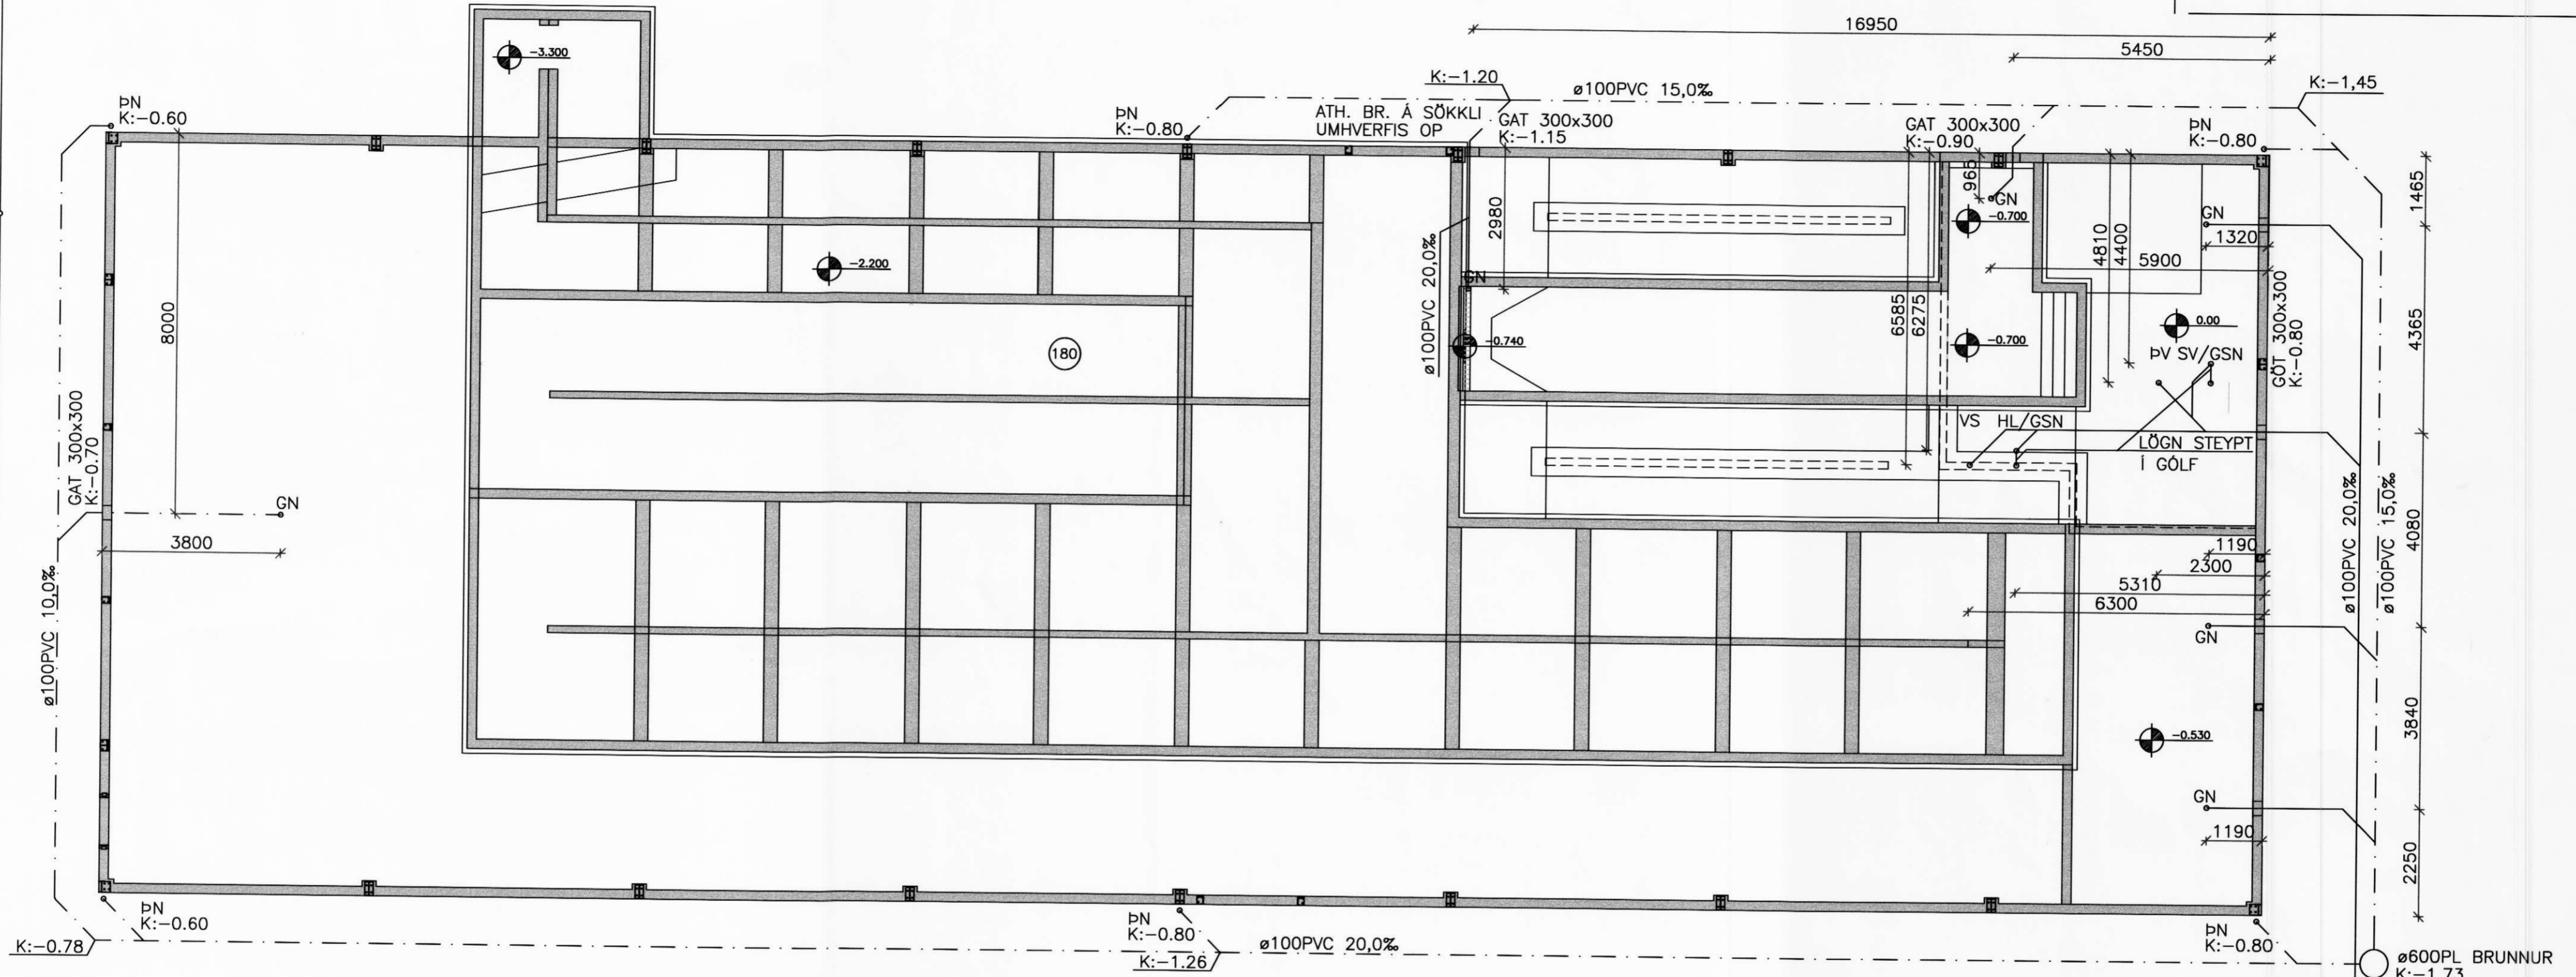 16950
5450
K:-1.20
ø100PVC 15,0‰
K:-1,45
-3.300
ÞN
K:-0.60
ÞN
K:-0.80
ATH. BR. Á SÖKKLI
UMHVERFIS OP
GAT 300x300
K:-1.15
GAT 300x300
K:-0.90
ÞN
K:-0.80
965
GN
-0.700
2980
GN
1320
1465
4810
4400
5900
8000
-2.200
ø100PVC 20,0‰
GN
6585
6275
0.00
GÖT 300x300
K:-0.80
4365
180
-0.740
-0.700
ÞV SV/GSN
GAT 300x300
K:-0.70
VS HL/GSN
LÖGN STEYPT
Í GÓLF
GN
3800
ø100PVC 20,0‰
ø100PVC 15,0‰
4080
1190
2300
5310
6300
ø100PVC 10,0‰
GN
3840
-0.530
GN
1190
2250
ÞN
K:-0.60
K:-0.78
ÞN
K:-0.80
K:-1.26
ø100PVC 20,0‰
ÞN
K:-0.80
ø600PL BRUNNUR
K:-1.73